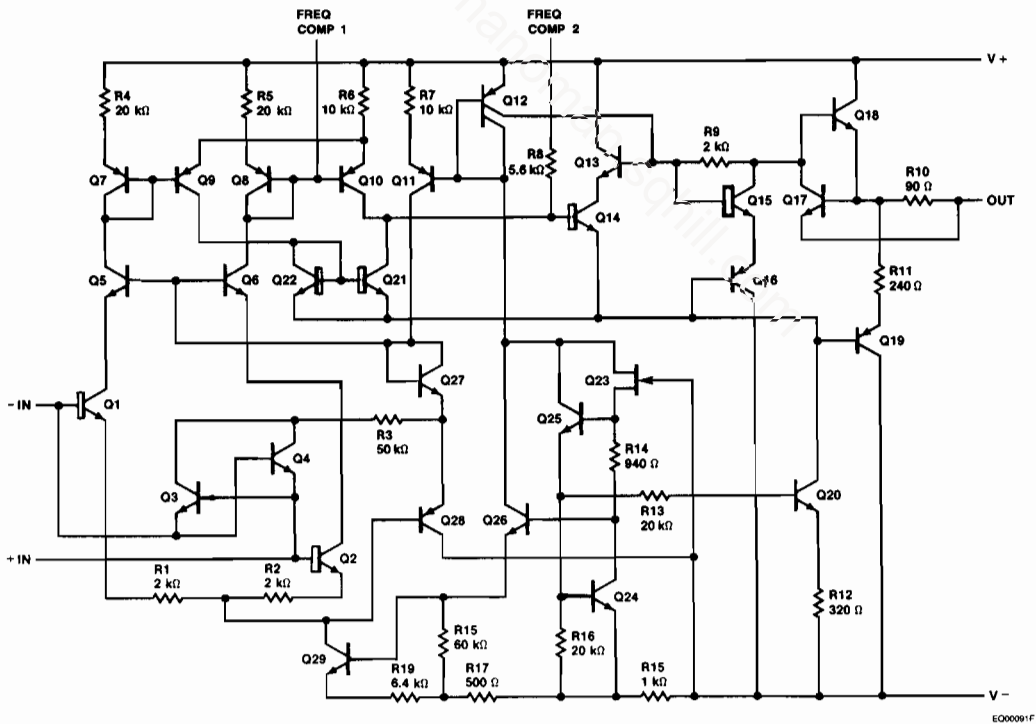 FREQ
COMP 1
FREQ
COMP 2
V+
R4
20 kΩ
R5
20 kΩ
R6
10 kΩ
R7
10 kΩ
Q12
Q18
R9
2 kΩ
R8
5.6 kΩ
Q13
Q7
Q9
Q8
Q10
Q11
Q15
Q17
R10
90 Ω
OUT
Q14
Q5
Q6
Q22
Q21
R11
240 Ω
Q19
Q27
Q23
-IN
Q1
Q25
R3
50 kΩ
R14
940 Ω
Q4
Q3
Q28
Q26
R13
20 kΩ
Q20
+IN
Q2
R1
2 kΩ
R2
2 kΩ
Q24
R12
320 Ω
R15
60 kΩ
R16
20 kΩ
Q29
R19
6.4 kΩ
R17
500 Ω
R15
1 kΩ
V-